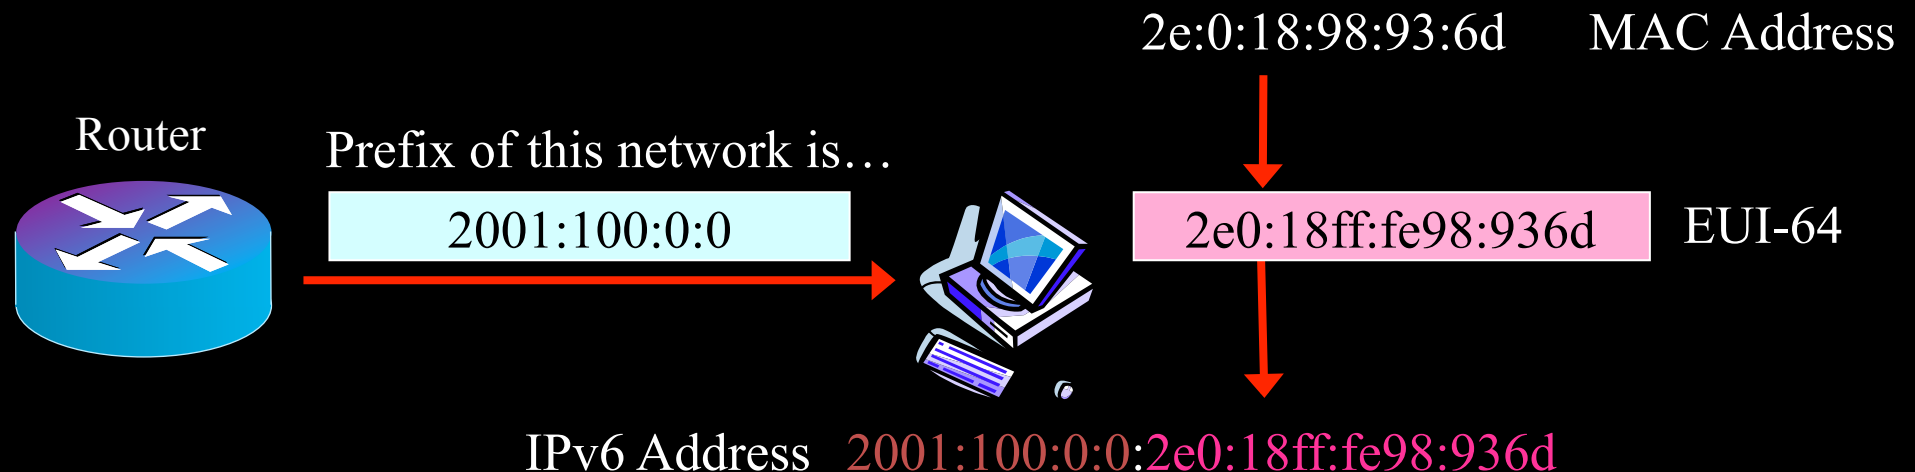 2e:0:18:98:93:6d MAC Address
Router
Prefix of this network is…
2001:100:0:0
2e0:18ff:fe98:936d
EUI-64
IPv6 Address 2001:100:0:0:2e0:18ff:fe98:936d